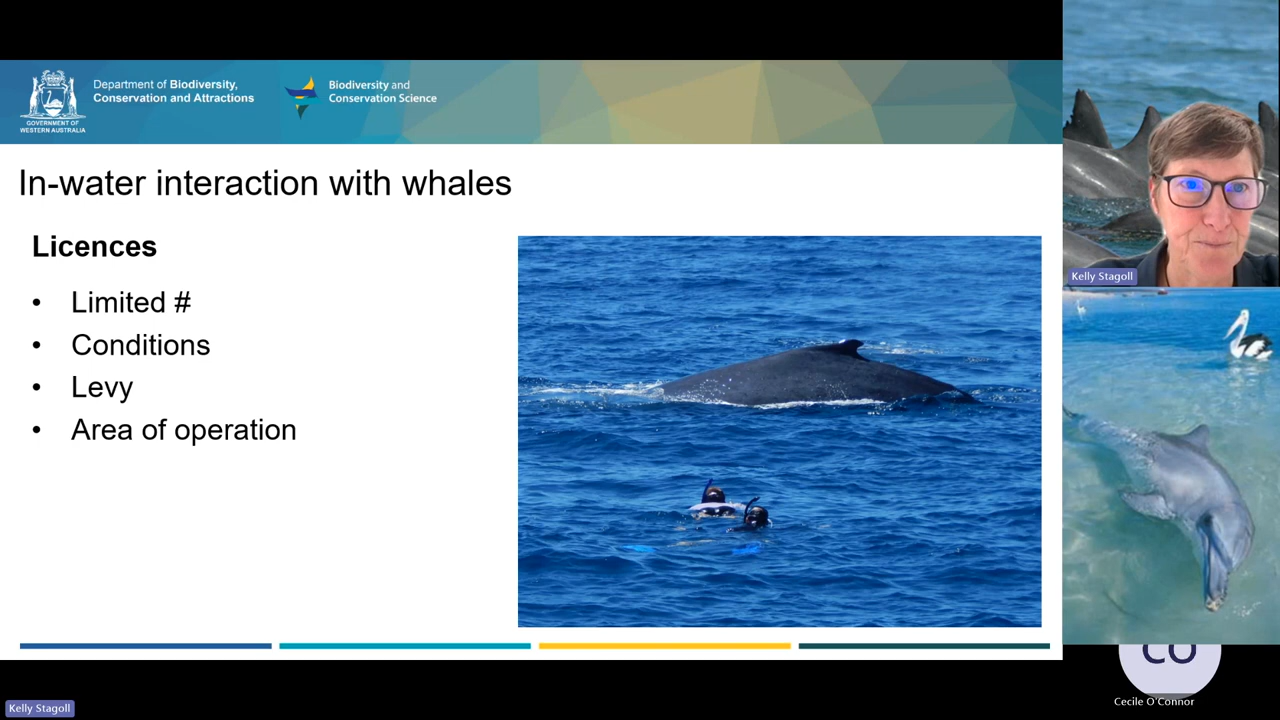 Department of Biodiversity,
Conservation and Attractions
GOVERNMENT OF
WESTERN AUSTRALIA
Biodiversity and
Conservation Science
In-water interaction with whales
Licences
• Limited #
• Conditions
• Levy
• Area of operation
Kelly Stagoll
CO
Cecile O'Connor
Kelly Stagoll